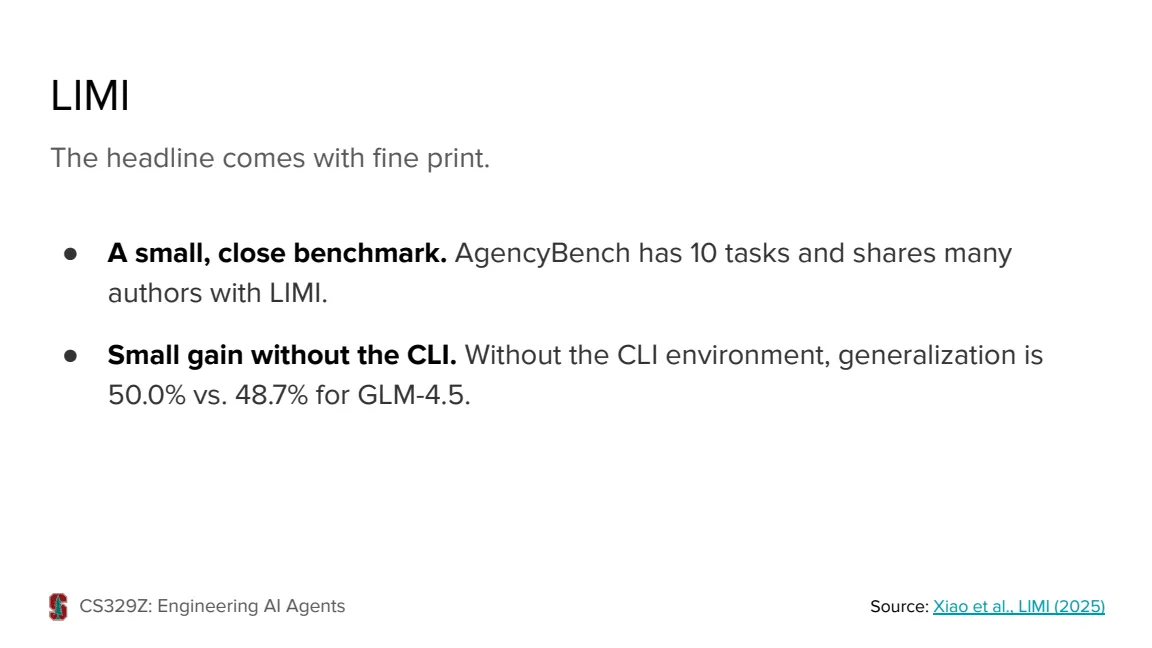 LIMI
The headline comes with fine print.
● A small, close benchmark. AgencyBench has 10 tasks and shares many
authors with LIMI.
● Small gain without the CLI. Without the CLI environment, generalization is
50.0% vs. 48.7% for GLM-4.5.
CS329Z: Engineering AI Agents
Source: Xiao et al., LIMI (2025)